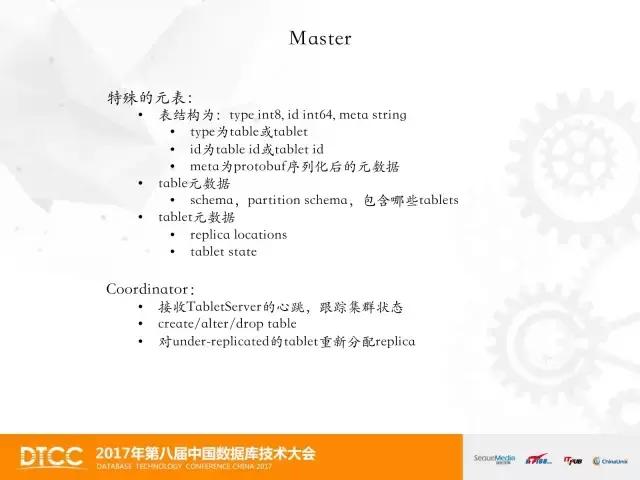 Master
特殊的元表：
• 表结构为：type int8, id int64, meta string
• type为table或tablet
• id为table id或tablet id
• meta为protobuf序列化后的元数据
• table元数据
• schema，partition schema，包含哪些tablets
• tablet元数据
• replica locations
• tablet state
Coordinator：
• 接收TabletServer的心跳，跟踪集群状态
• create/alter/drop table
• 对under-replicated的tablet重新分配replica
DTCC
2017年第八届中国数据库技术大会
DATABASE TECHNOLOGY CONFERENCE CHINA 2017
SequeMedia
ITPUB
ChinaUnix